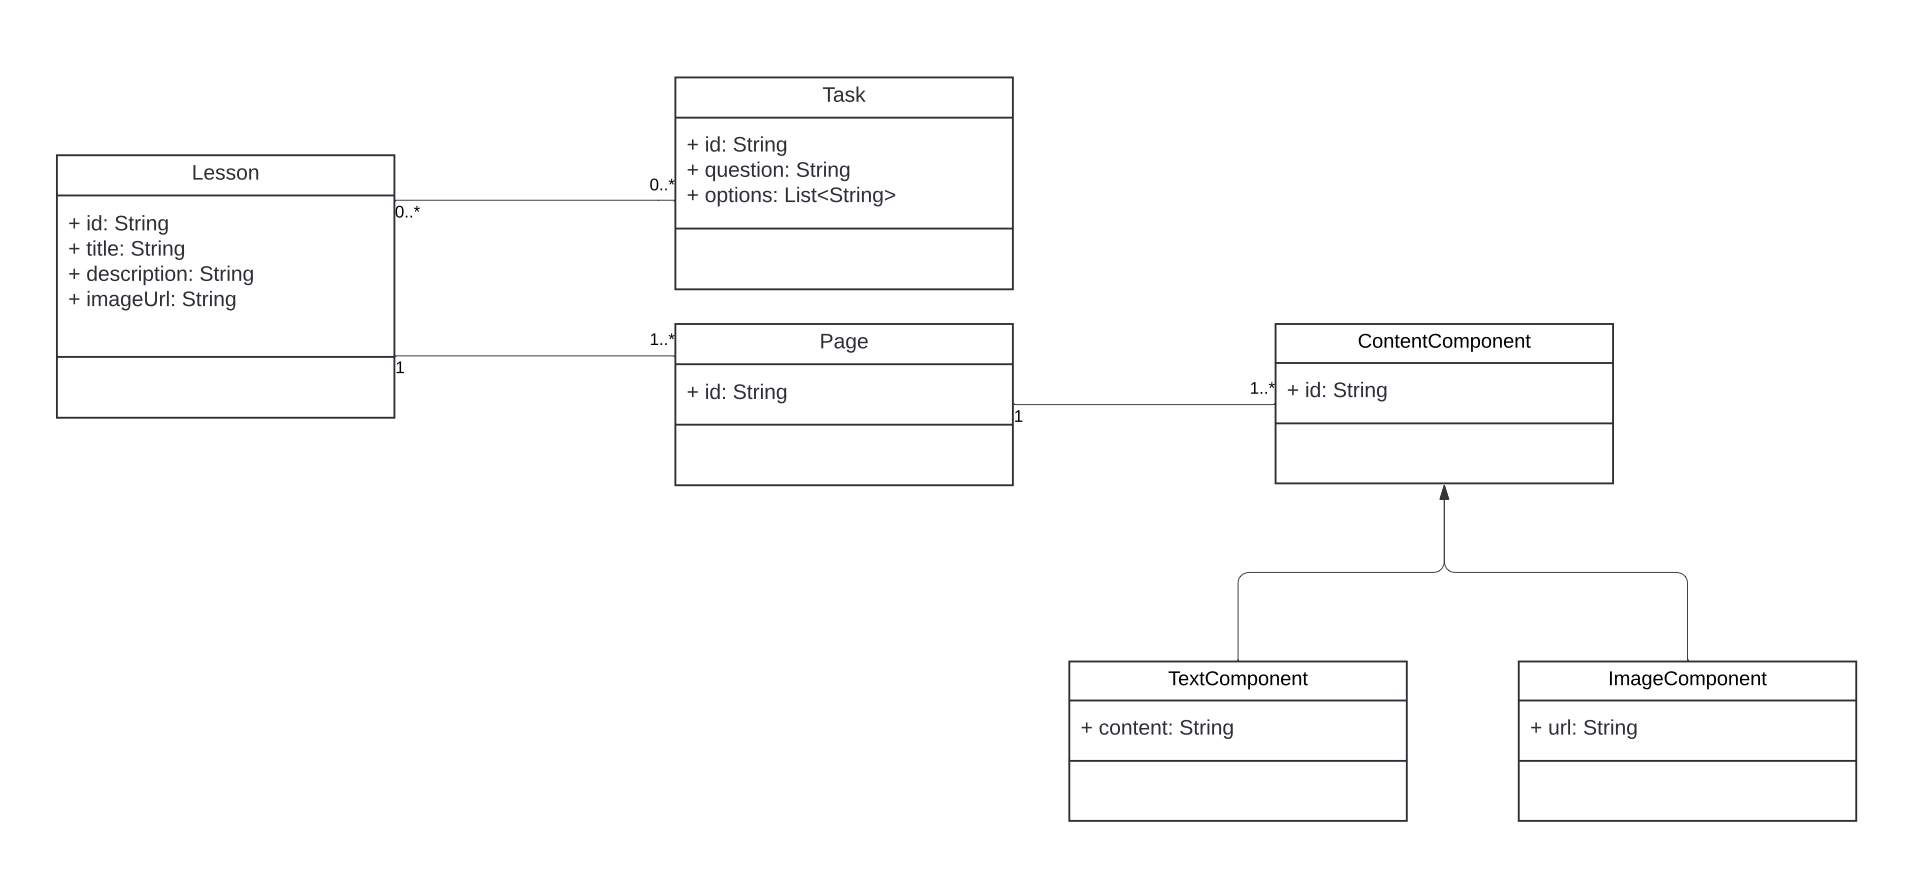 Task
+ id: String
+ question: String
+ options: List<String>
Lesson
+ id: String
+ title: String
+ description: String
+ imageUrl: String
0..*
0..*
1..*
1
Page
+ id: String
ContentComponent
+ id: String
1..*
1
TextComponent
+ content: String
ImageComponent
+ url: String